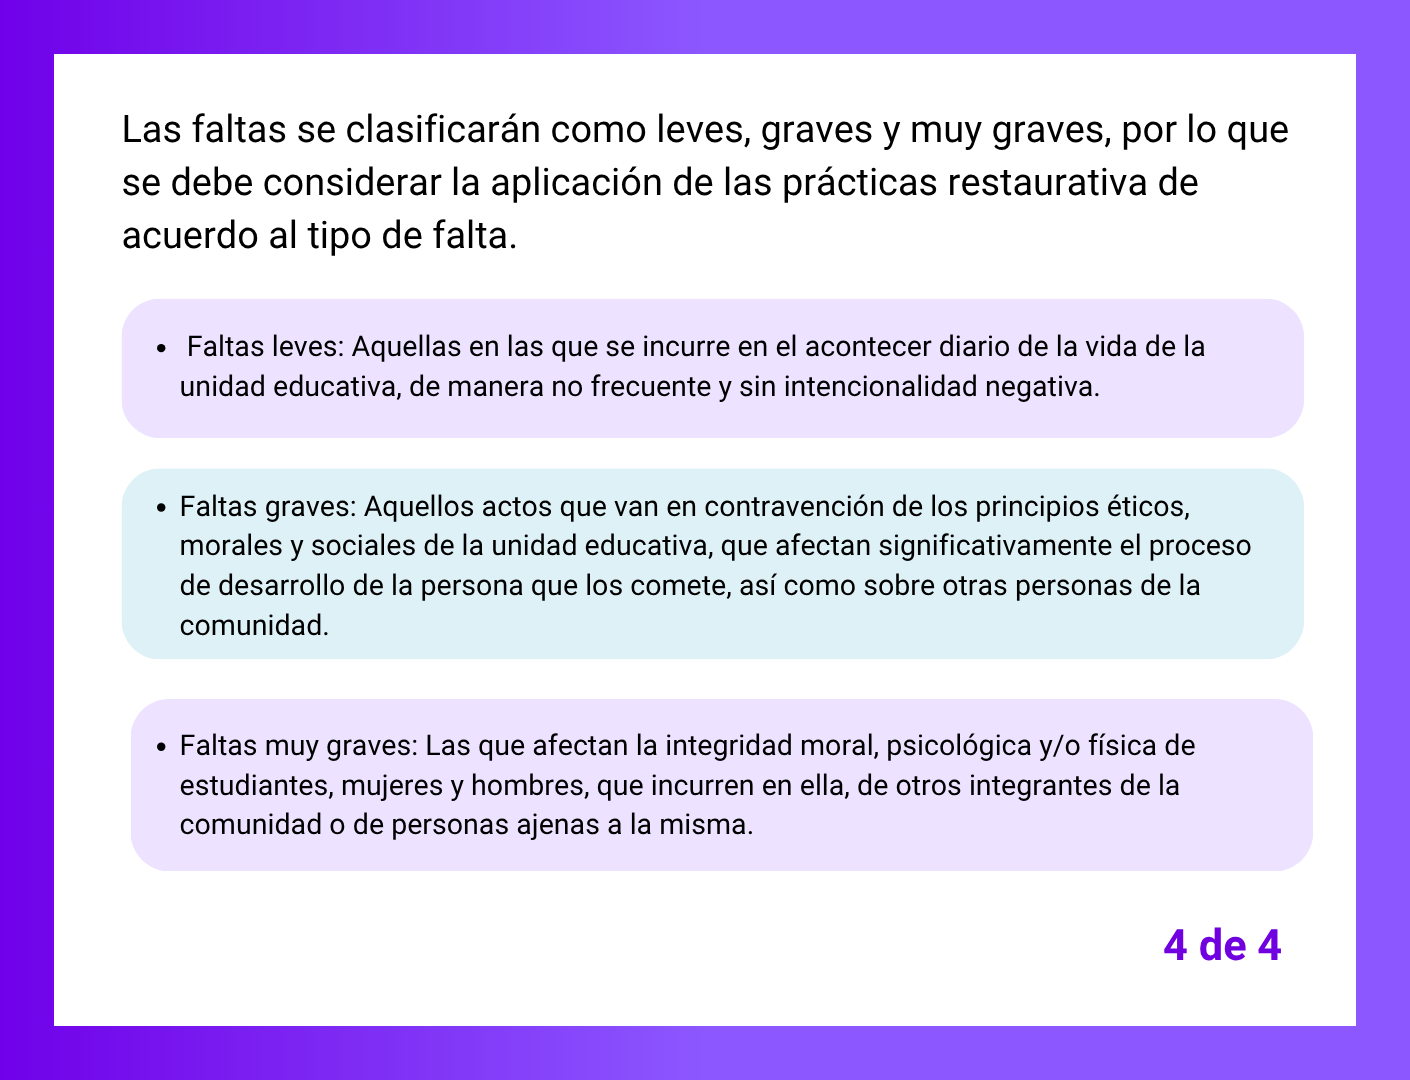 Las faltas se clasificarán como leves, graves y muy graves, por lo que
se debe considerar la aplicación de las prácticas restaurativa de
acuerdo al tipo de falta.
• Faltas leves: Aquellas en las que se incurre en el acontecer diario de la vida de la
unidad educativa, de manera no frecuente y sin intencionalidad negativa.
• Faltas graves: Aquellos actos que van en contravención de los principios éticos,
morales y sociales de la unidad educativa, que afectan significativamente el proceso
de desarrollo de la persona que los comete, así como sobre otras personas de la
comunidad.
• Faltas muy graves: Las que afectan la integridad moral, psicológica y/o física de
estudiantes, mujeres y hombres, que incurren en ella, de otros integrantes de la
comunidad o de personas ajenas a la misma.
4 de 4